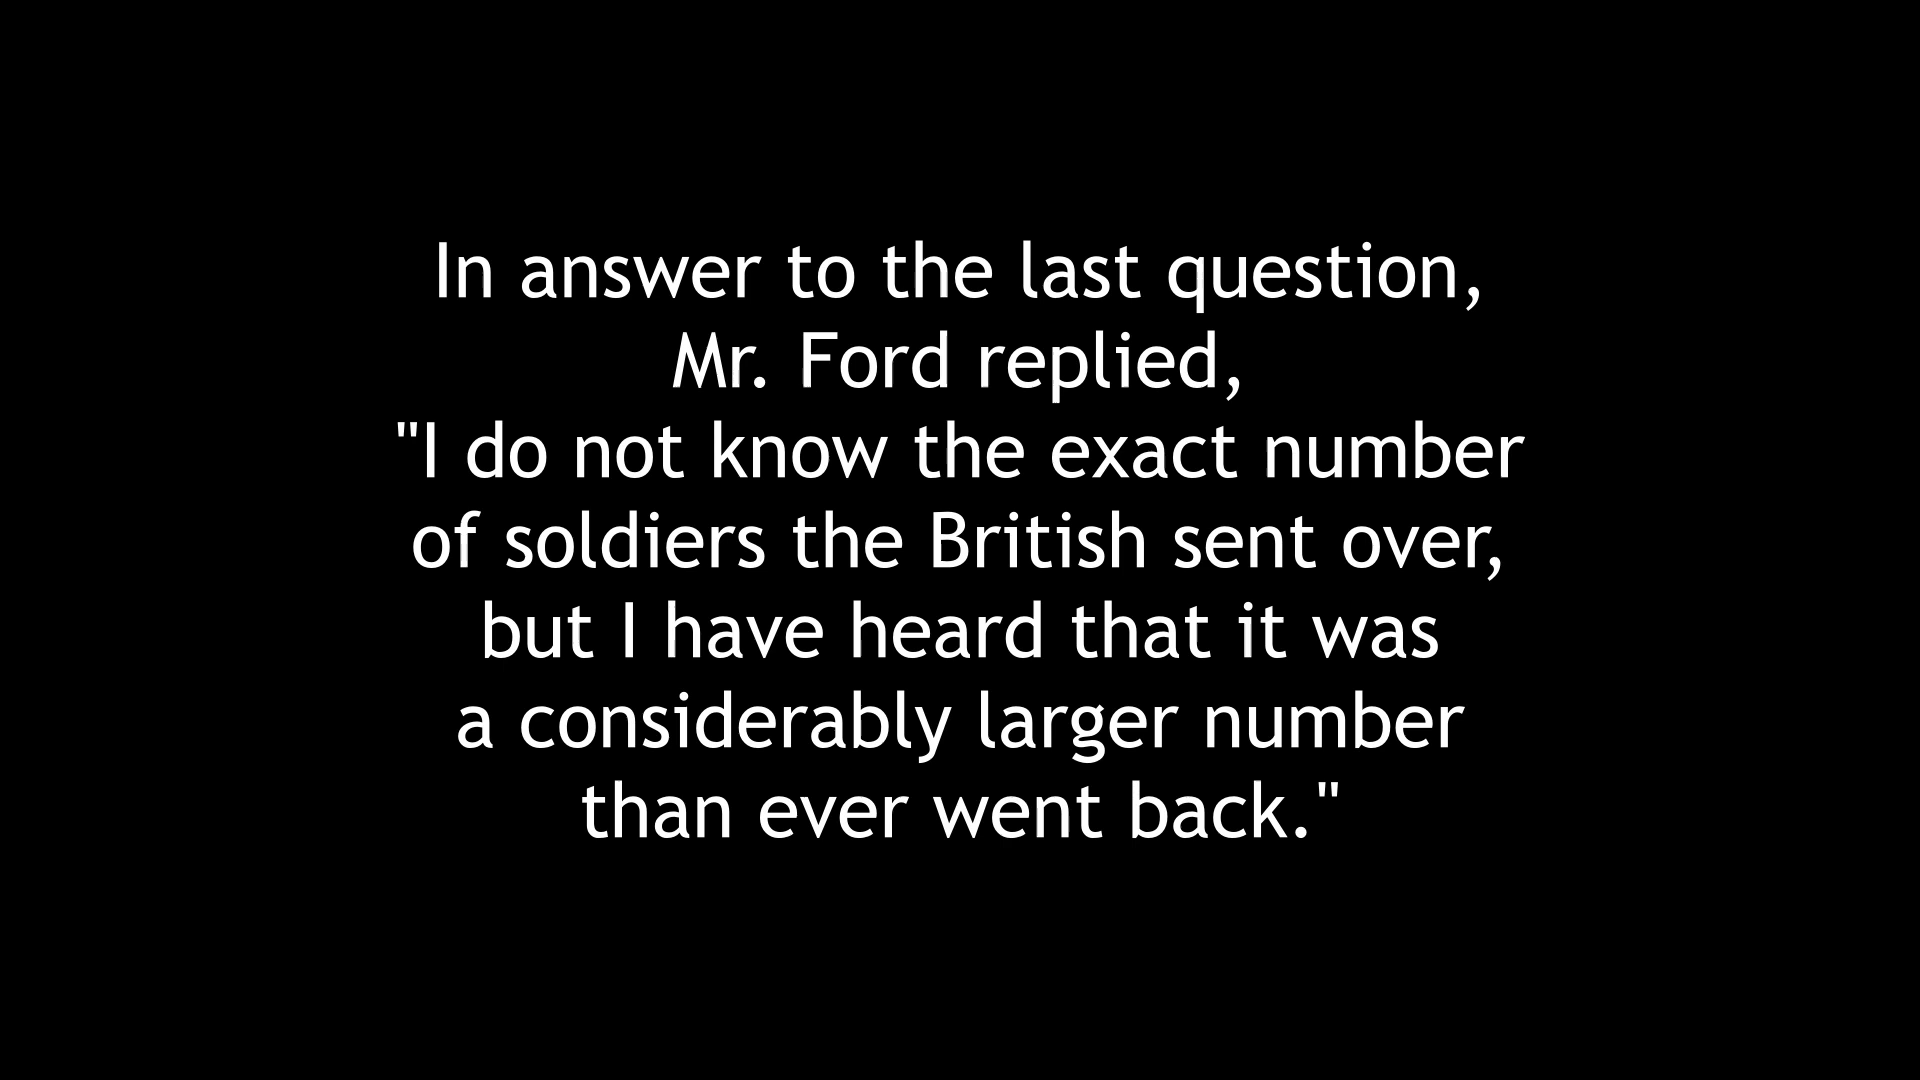 In answer to the last question,
Mr. Ford replied,
"I do not know the exact number
of soldiers the British sent over,
but I have heard that it was
a considerably larger number
than ever went back."